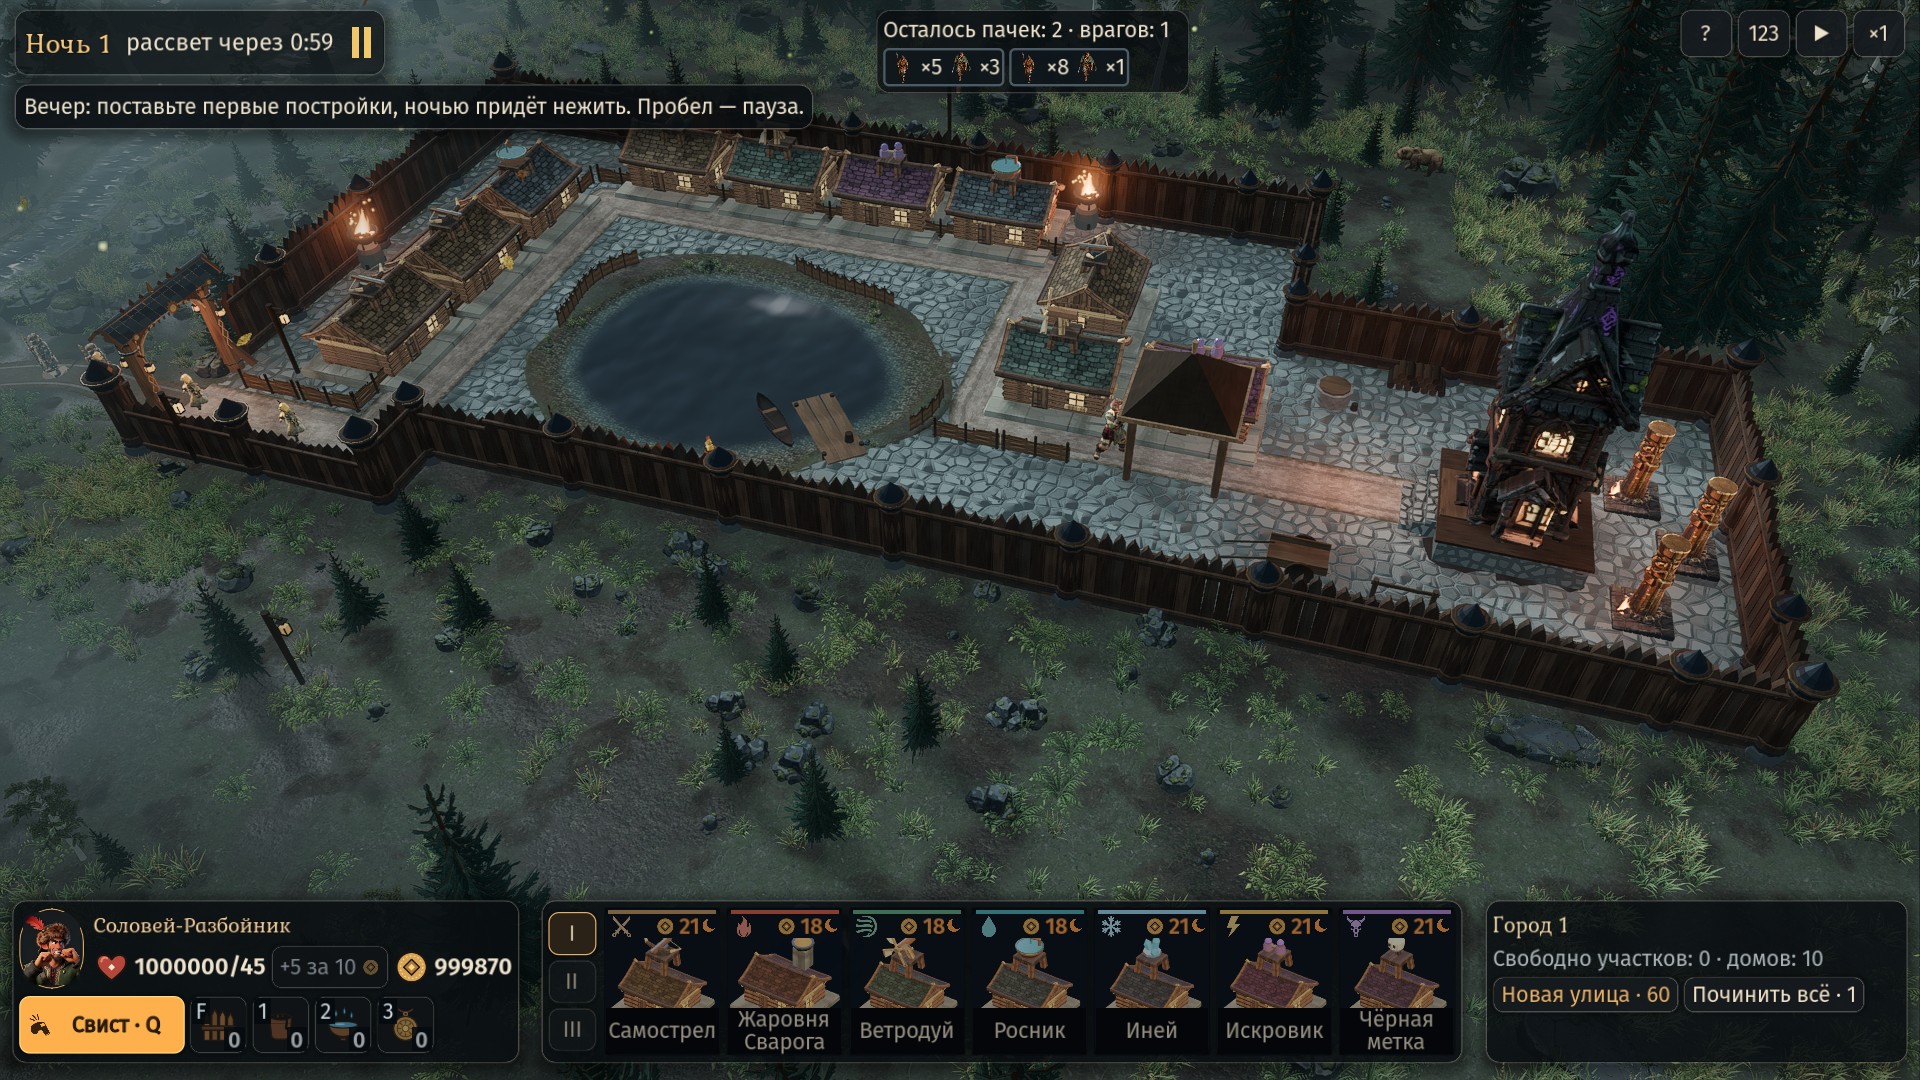 Ночь 1 рассвет через 0:59
Вечер: поставьте первые постройки, ночью придёт нежить. Пробел — пауза.
Осталось пачек: 2 · врагов: 1
×5 ×3 ×8 ×1
? 123 ×1
Соловей-Разбойник
1000000/45 +5 за 10 999870
Свист · Q
F 0 1 0 2 0 3 0
I
II
III
21 18 18 18 21 21 21
Самострел
Жаровня
Сварога
Ветродуй
Росник
Иней
Искровик
Чёрная
метка
Город 1
Свободно участков: 0 · домов: 10
Новая улица · 60 Починить всё · 1